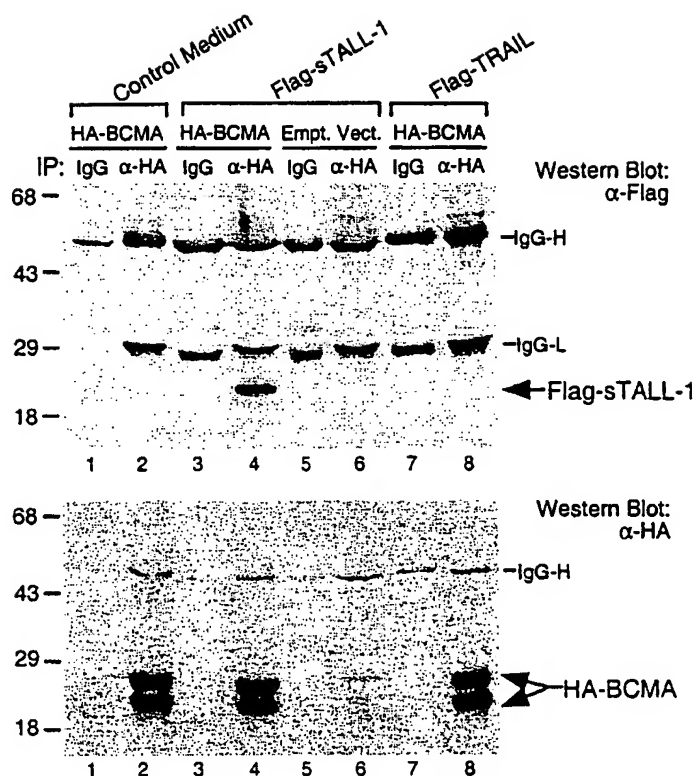 Control Medium
Flag-sTALL-1
Flag-TRAIL
HA-BCMA HA-BCMA Empt. Vect. HA-BCMA
IP: IgG α-HA IgG α-HA IgG α-HA IgG α-HA
Western Blot:
α-Flag
68
IgG-H
43
29
IgG-L
Flag-sTALL-1
18
1 2 3 4 5 6 7 8
Western Blot:
α-HA
68
IgG-H
43
29
HA-BCMA
18
1 2 3 4 5 6 7 8